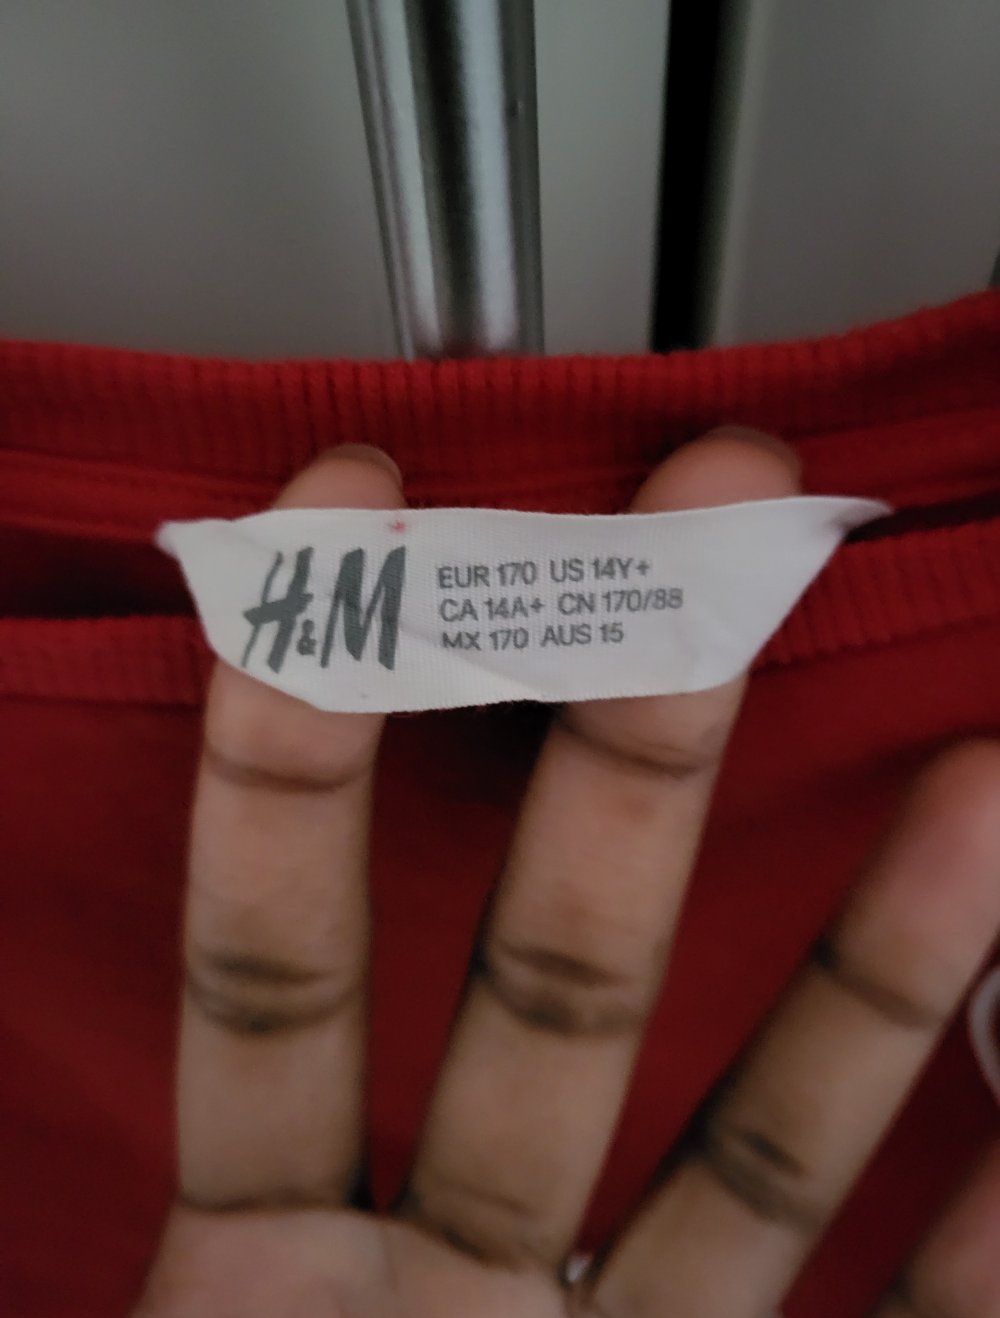 H&M
EUR 170 US 14Y+
CA 14A+ CN 170/88
MX 170 AUS 15